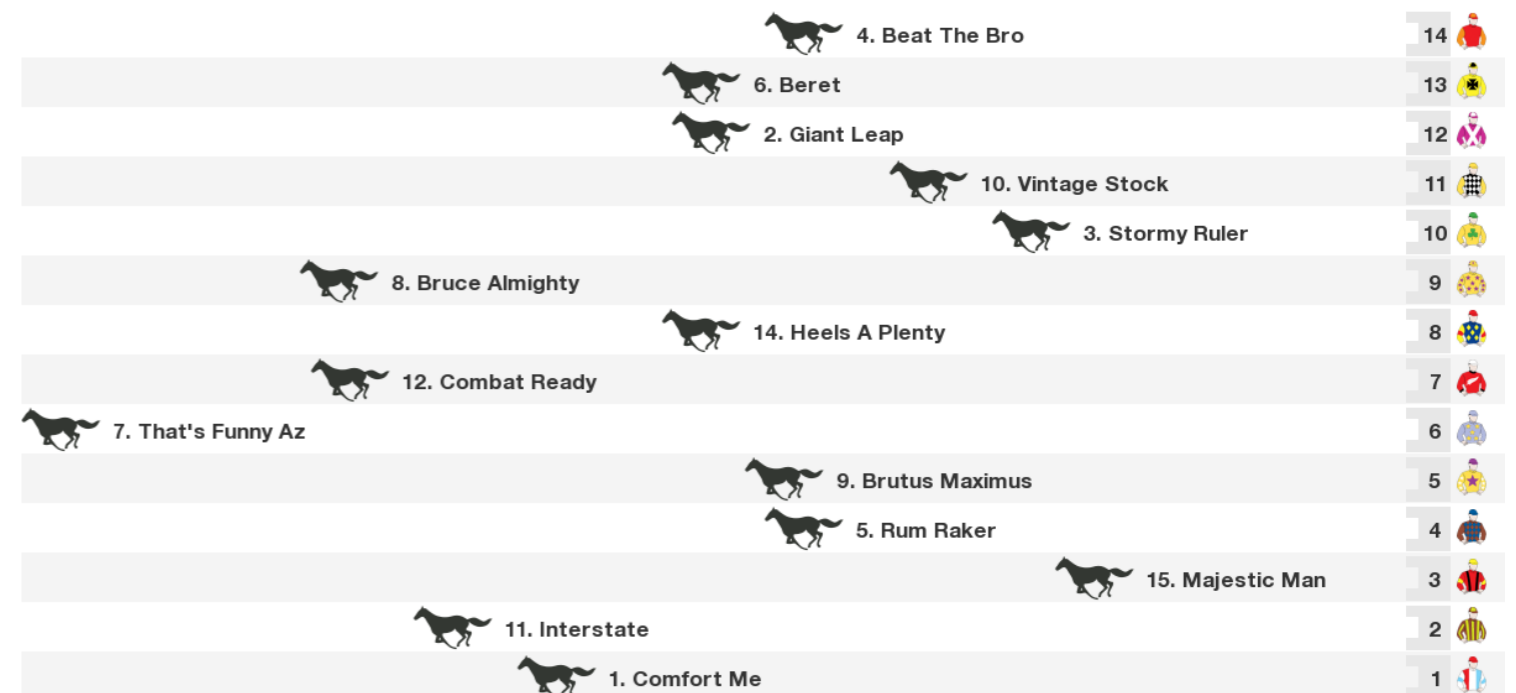 4. Beat The Bro 14
6. Beret 13
2. Giant Leap 12
10. Vintage Stock 11
3. Stormy Ruler 10
8. Bruce Almighty 9
14. Heels A Plenty 8
12. Combat Ready 7
7. That's Funny Az 6
9. Brutus Maximus 5
5. Rum Raker 4
15. Majestic Man 3
11. Interstate 2
1. Comfort Me 1